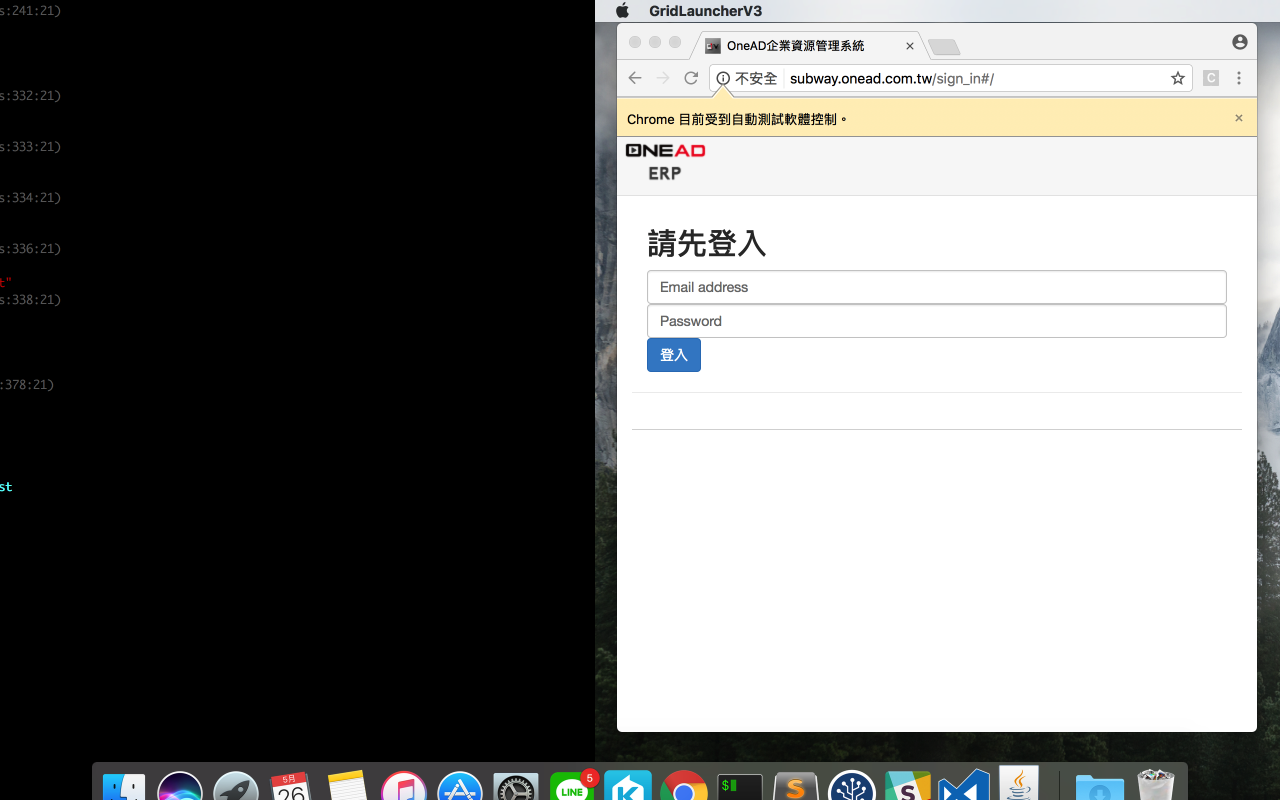 s:241:21)
s:332:21)
s:333:21)
s:334:21)
s:336:21)
t"
s:338:21)
:378:21)
st
GridLauncherV3
OneAD企業資源管理系統
不安全 subway.onead.com.tw/sign_in#/
C
Chrome 目前受到自動測試軟體控制。
ONEAD
ERP
請先登入
Email address
Password
登入
5月
26
LINE
5
K
$
S
S